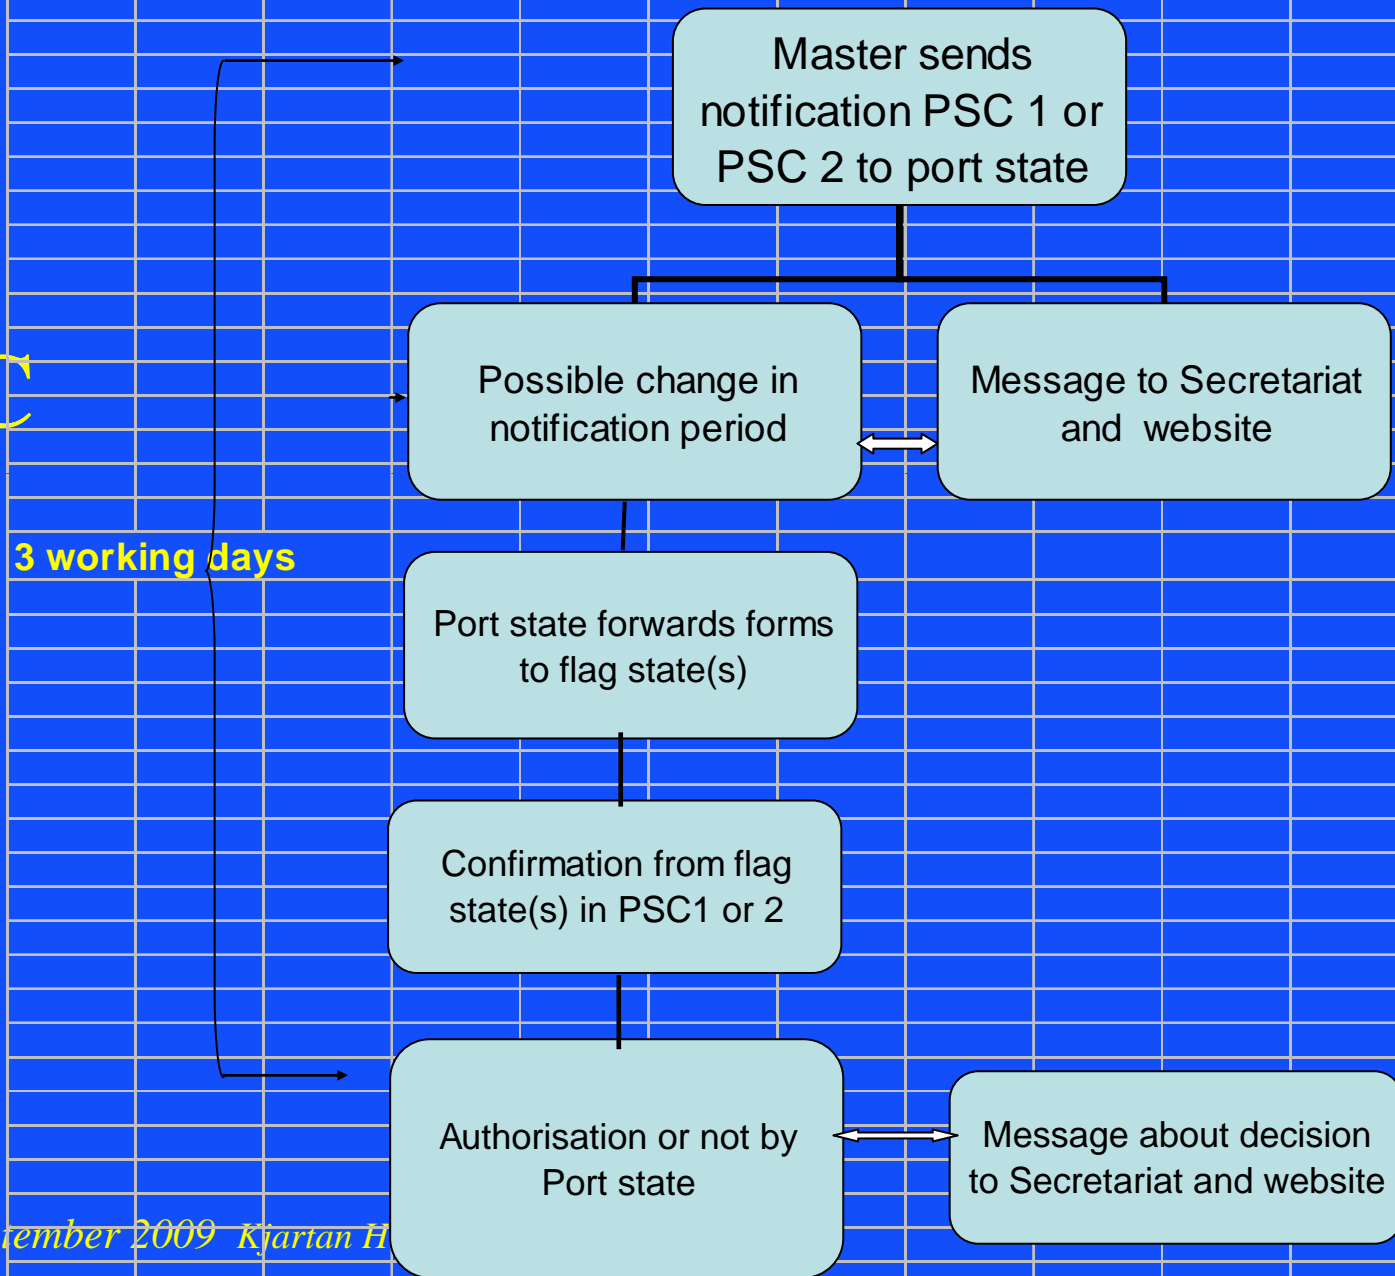 Master sends
notification PSC 1 or
PSC 2 to port state
Possible change in
notification period
Message to Secretariat
and website
C
3 working days
Port state forwards forms
to flag state(s)
Confirmation from flag
state(s) in PSC1 or 2
Authorisation or not by
Port state
Message about decision
to Secretariat and website
tember 2009 Kjartan H